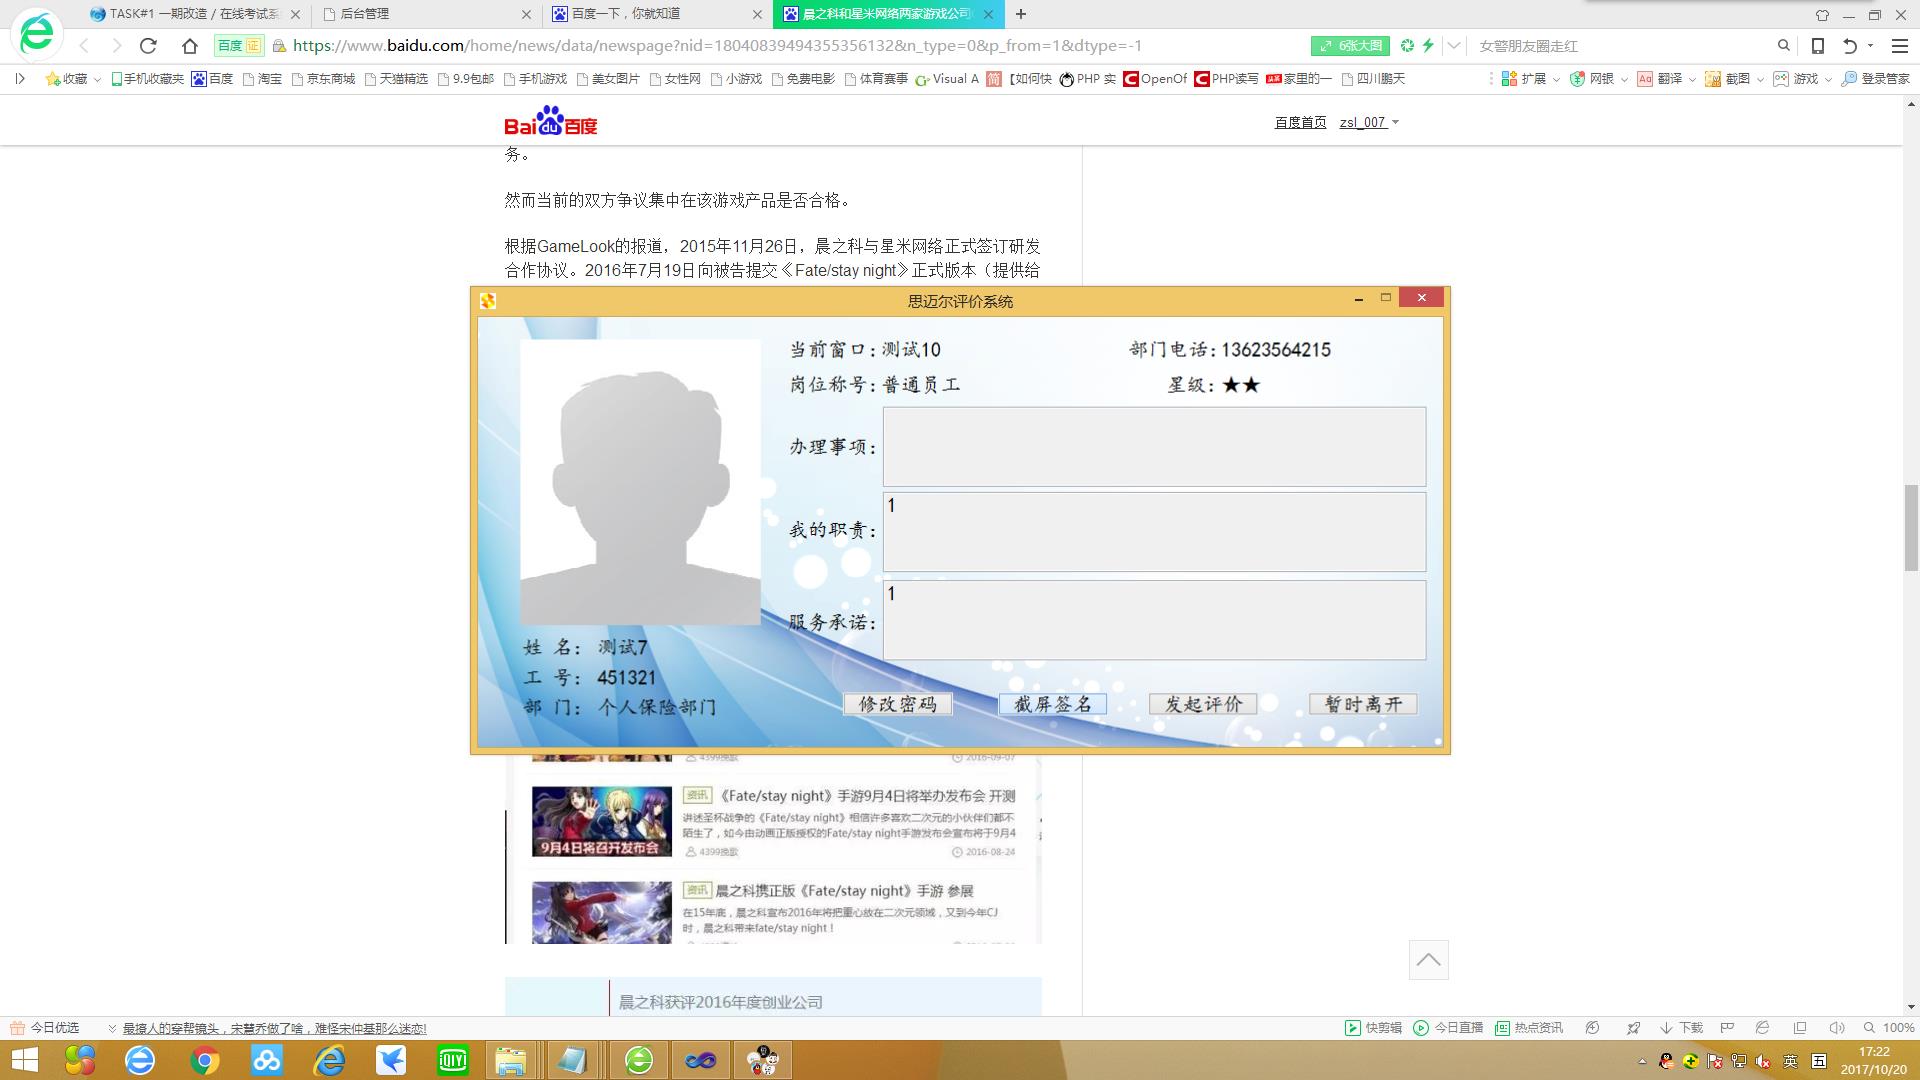 TASK#1 一期改造 / 在线考试系
后台管理
百度一下，你就知道
晨之科和星米网络两家游戏公司
百度 证
https://www.baidu.com/home/news/data/newspage?nid=18040839494355356132&n_type=0&p_from=1&dtype=-1
6张大图
女警朋友圈走红
收藏 手机收藏夹 百度 淘宝 京东商城 天猫精选 9.9包邮 手机游戏 美女图片 女性网 小游戏 免费电影 体育赛事 Visual A 简 【如何快 PHP 实 OpenOf PHP读写 家里的一 四川鹏天
扩展 网银 翻译 截图 游戏 登录管家
Bai du 百度
百度首页 zsl_007
务。
然而当前的双方争议集中在该游戏产品是否合格。
根据GameLook的报道，2015年11月26日，晨之科与星米网络正式签订研发
合作协议。2016年7月19日向被告提交《Fate/stay night》正式版本（提供给
思迈尔评价系统
当前窗口：测试10
部门电话：13623564215
岗位称号：普通员工
星级：★★
办理事项：
我的职责：
1
服务承诺：
1
姓 名： 测试7
工 号： 451321
部 门： 个人保险部门
修改密码
截屏签名
发起评价
暂时离开
4399挽歌 2016-09-07
资讯 《Fate/stay night》手游9月4日将举办发布会 开测
讲述圣杯战争的《Fate/stay night》相信许多喜欢二次元的小伙伴们都不
陌生了，如今由动画正版授权的Fate/stay night手游发布会宣布将于9月4
9月4日将召开发布会
4399挽歌 2016-08-24
资讯 晨之科携正版《Fate/stay night》手游 参展
在15年底，晨之科宣布2016年将把重心放在二次元领域，又到今年CJ
时，晨之科带来fate/stay night！
晨之科获评2016年度创业公司
今日优选
最撩人的穿帮镜头，宋慧乔做了啥，难怪宋仲基那么迷恋!
快剪辑 今日直播 热点资讯 下载 100%
QIYI
英 五
17:22
2017/10/20